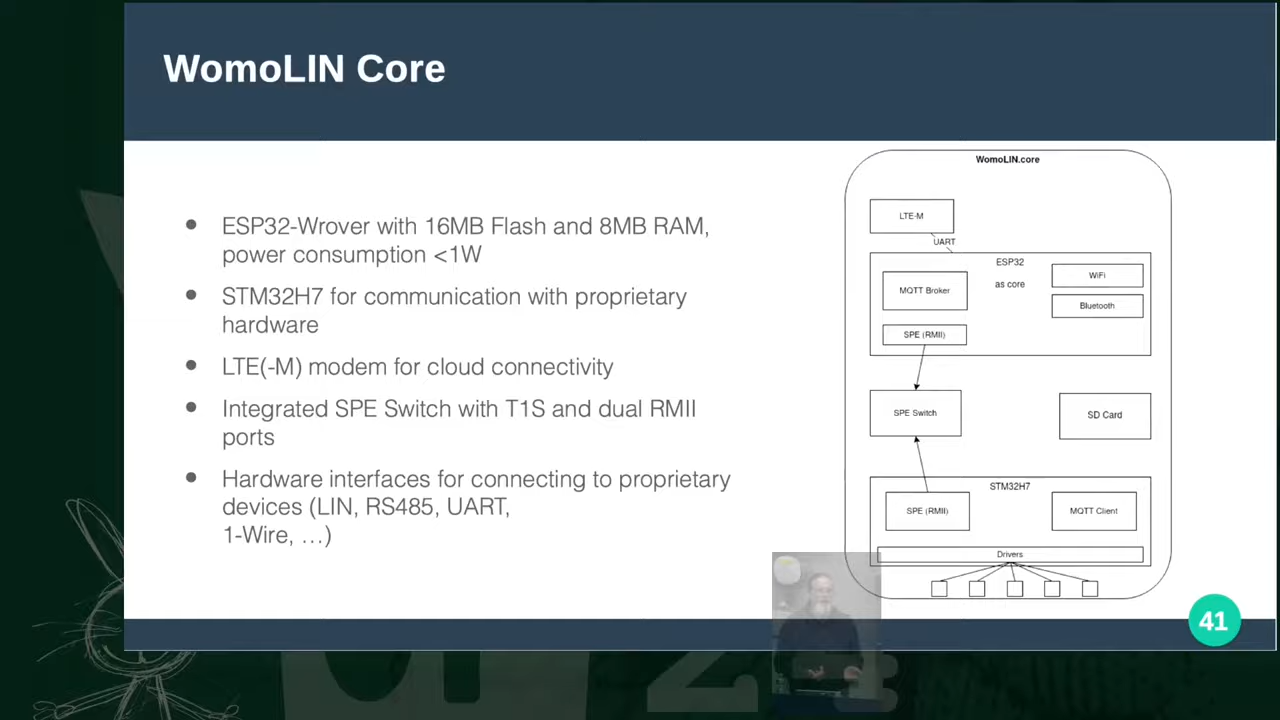 WomoLIN Core
ESP32-Wrover with 16MB Flash and 8MB RAM,
power consumption <1W
STM32H7 for communication with proprietary
hardware
LTE(-M) modem for cloud connectivity
Integrated SPE Switch with T1S and dual RMII
ports
Hardware interfaces for connecting to proprietary
devices (LIN, RS485, UART,
1-Wire, …)
WomoLIN.core
LTE-M
UART
ESP32
as core
MQTT Broker
WiFi
Bluetooth
SPE (RMII)
SPE Switch
SD Card
STM32H7
SPE (RMII)
MQTT Client
Drivers
41